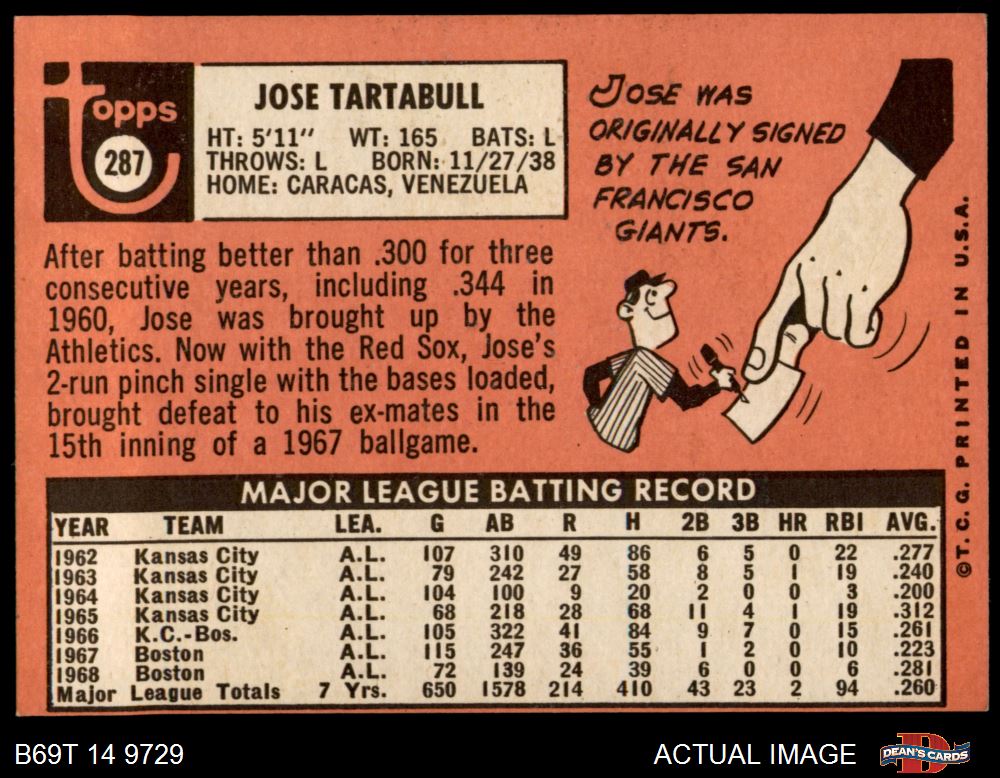 topps
287
JOSE TARTABULL
HT: 5'11" WT: 165 BATS: L
THROWS: L BORN: 11/27/38
HOME: CARACAS, VENEZUELA
JOSE WAS
ORIGINALLY SIGNED
BY THE SAN
FRANCISCO
GIANTS.
After batting better than .300 for three
consecutive years, including .344 in
1960, Jose was brought up by the
Athletics. Now with the Red Sox, Jose's
2-run pinch single with the bases loaded,
brought defeat to his ex-mates in the
15th inning of a 1967 ballgame.
©T. C. G. PRINTED IN U.S.A.
MAJOR LEAGUE BATTING RECORD
YEAR TEAM LEA. G AB R H 2B 3B HR RBI AVG.
1962 Kansas City A.L. 107 310 49 86 6 5 0 22 .277
1963 Kansas City A.L. 79 242 27 58 8 5 1 19 .240
1964 Kansas City A.L. 104 100 9 20 2 0 0 3 .200
1965 Kansas City A.L. 68 218 28 68 11 4 1 19 .312
1966 K.C.-Bos. A.L. 105 322 41 84 9 7 0 15 .261
1967 Boston A.L. 115 247 36 55 1 2 0 10 .223
1968 Boston A.L. 72 139 24 39 6 0 0 6 .281
Major League Totals 7 Yrs. 650 1578 214 410 43 23 2 94 .260
B69T 14 9729
ACTUAL IMAGE
DEAN'S CARDS